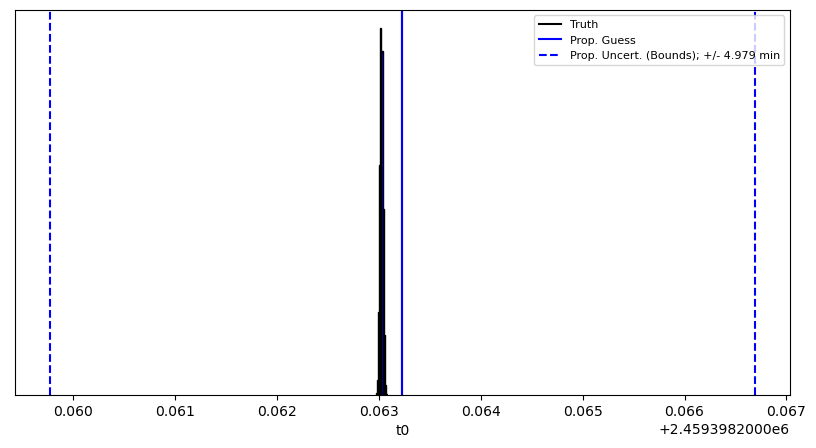 Truth
Prop. Guess
Prop. Uncert. (Bounds); +/- 4.979 min
0.060 0.061 0.062 0.063 0.064 0.065 0.066 0.067
t0
+2.4593982000e6